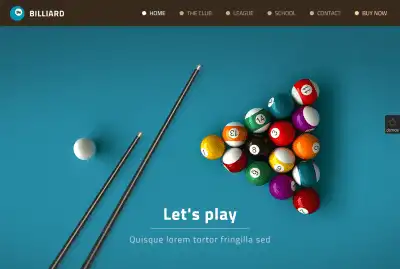 BILLIARD
HOME
THE CLUB
LEAGUE
SCHOOL
CONTACT
BUY NOW
Let's play
Quisque lorem tortor fringilla sed